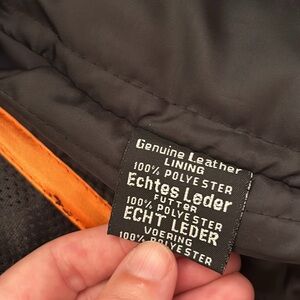 Genuine Leather
LINING
100% POLYESTER
Echtes Leder
FUTTER
100% POLYESTER
ECHT LEDER
VOERING
100% POLYESTER